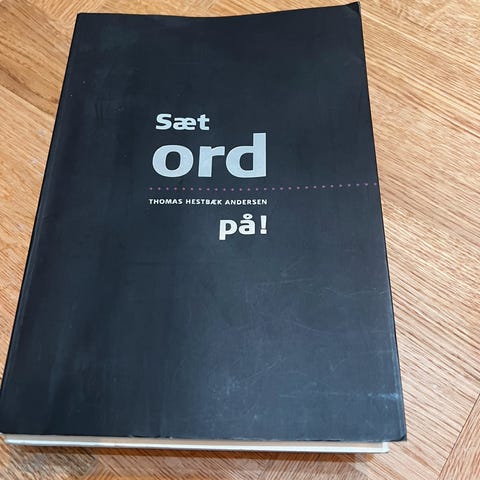 Sæt
ord
THOMAS HESTBÆK ANDERSEN
på!